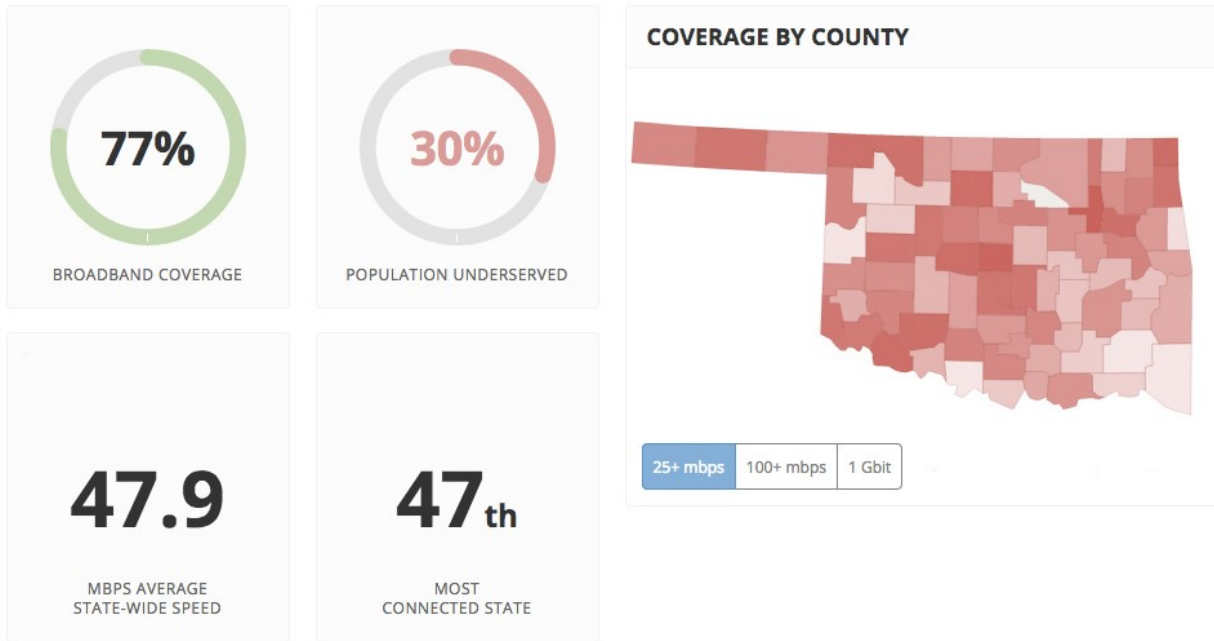 77%
BROADBAND COVERAGE
30%
POPULATION UNDERSERVED
47.9
MBPS AVERAGE
STATE-WIDE SPEED
47th
MOST
CONNECTED STATE
COVERAGE BY COUNTY
25+ mbps
100+ mbps
1 Gbit